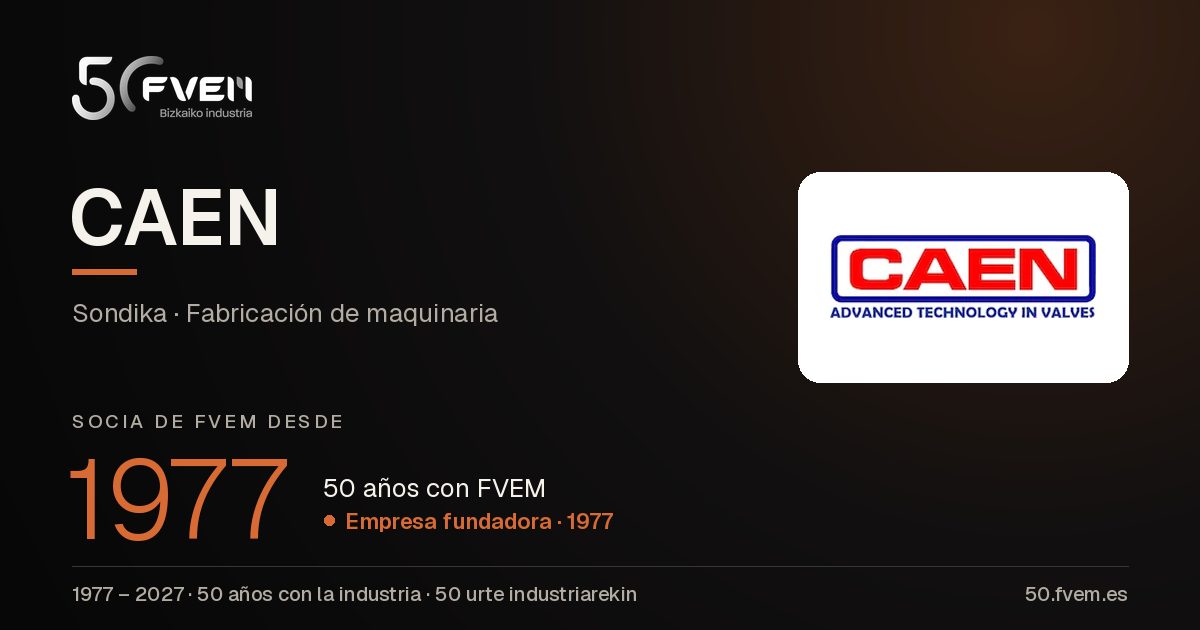 50 FVEM
Bizkaiko industria
CAEN
Sondika · Fabricación de maquinaria
CAEN
ADVANCED TECHNOLOGY IN VALVES
SOCIA DE FVEM DESDE
1977
50 años con FVEM
Empresa fundadora · 1977
1977 – 2027 · 50 años con la industria · 50 urte industriarekin
50.fvem.es